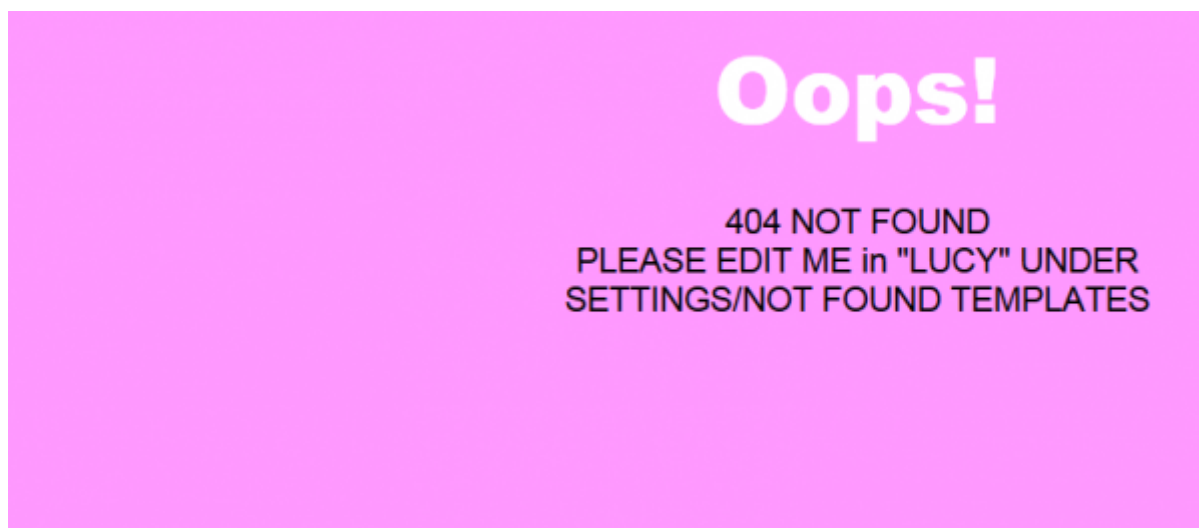 Oops!
404 NOT FOUND
PLEASE EDIT ME in "LUCY" UNDER
SETTINGS/NOT FOUND TEMPLATES